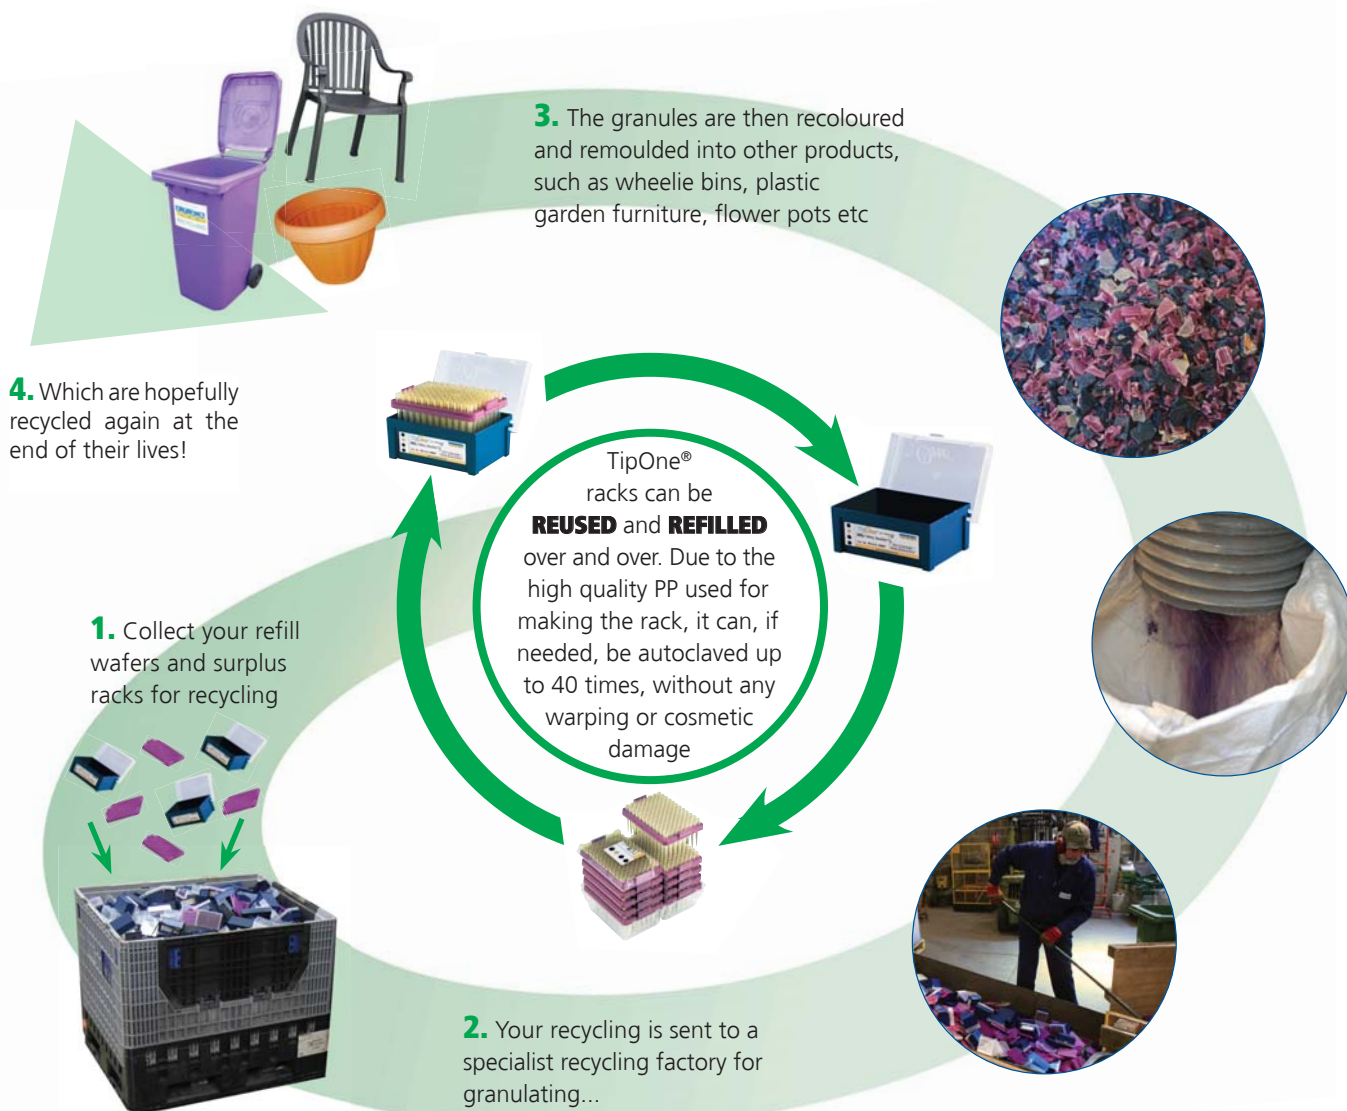 3. The granules are then recoloured
and remoulded into other products,
such as wheelie bins, plastic
garden furniture, flower pots etc
4. Which are hopefully
recycled again at the
end of their lives!
TipOne®
racks can be
REUSED and REFILLED
over and over. Due to the
high quality PP used for
making the rack, it can, if
needed, be autoclaved up
to 40 times, without any
warping or cosmetic
damage
1. Collect your refill
wafers and surplus
racks for recycling
2. Your recycling is sent to a
specialist recycling factory for
granulating...